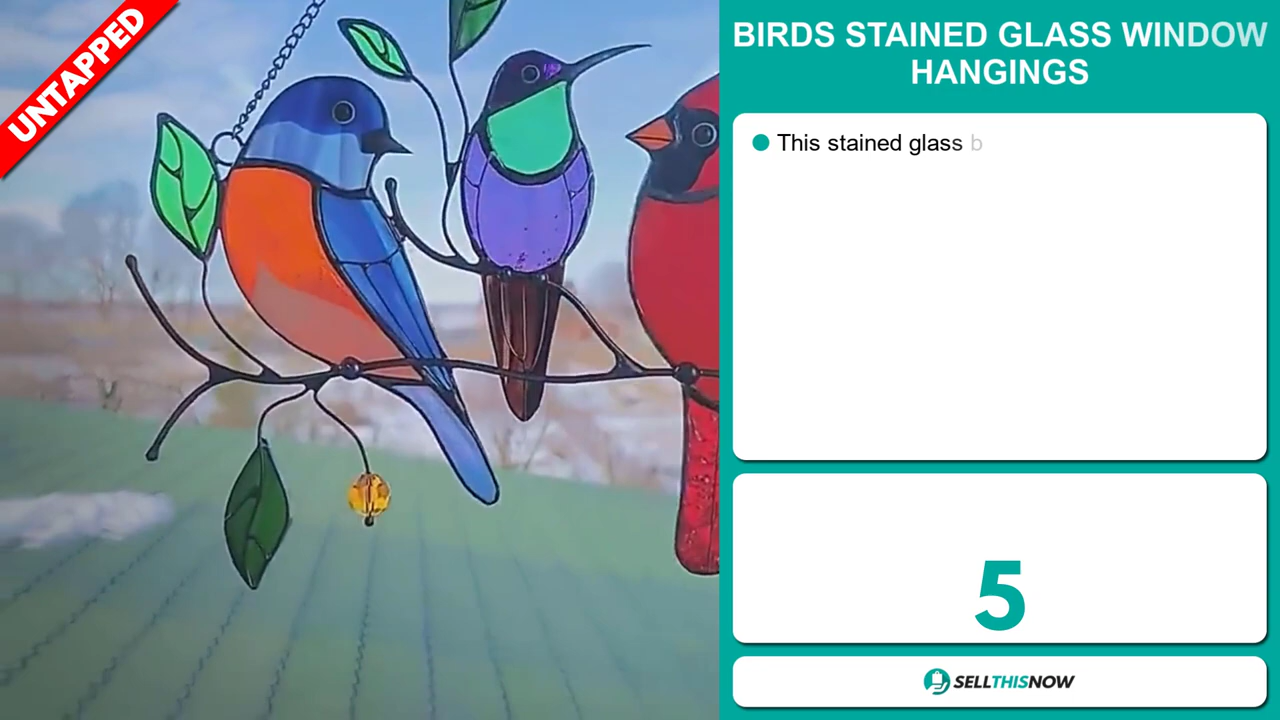 UNTAPPED
BIRDS STAINED GLASS WINDOW
HANGINGS
This stained glass b
5
SELLTHISNOW